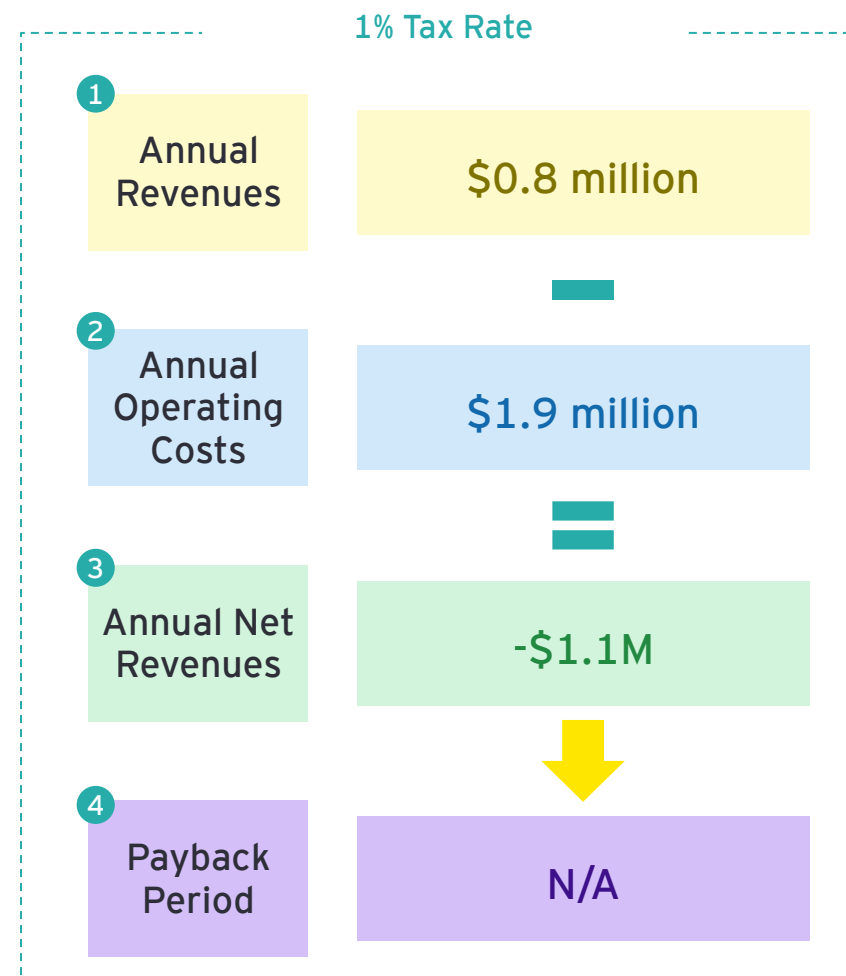 1% Tax Rate
1
Annual
Revenues
$0.8 million
2
Annual
Operating
Costs
$1.9 million
3
Annual Net
Revenues
-$1.1M
4
Payback
Period
N/A